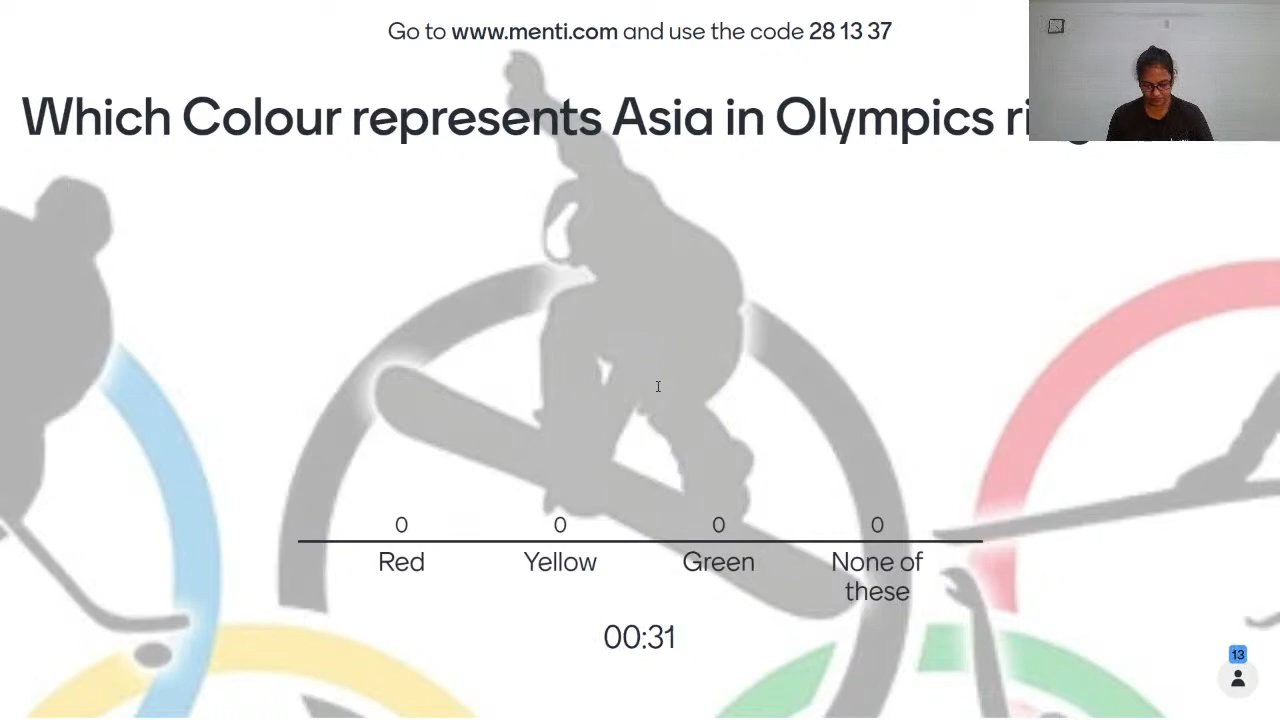 Go to www.menti.com and use the code 28 13 37
Which Colour represents Asia in Olympics
0 0 0 0
Red Yellow Green None of these
00:31
13